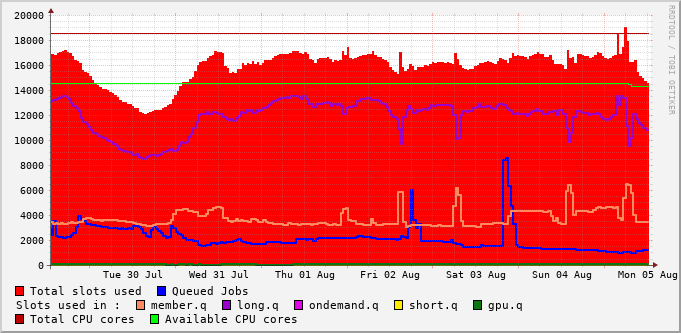 20000
18000
16000
14000
12000
10000
8000
6000
4000
2000
0
Tue 30 Jul Wed 31 Jul Thu 01 Aug Fri 02 Aug Sat 03 Aug Sun 04 Aug Mon 05 Aug
RRDTOOL / TOBI OETIKER
Total slots used Queued Jobs
Slots used in : member.q long.q ondemand.q short.q gpu.q
Total CPU cores Available CPU cores